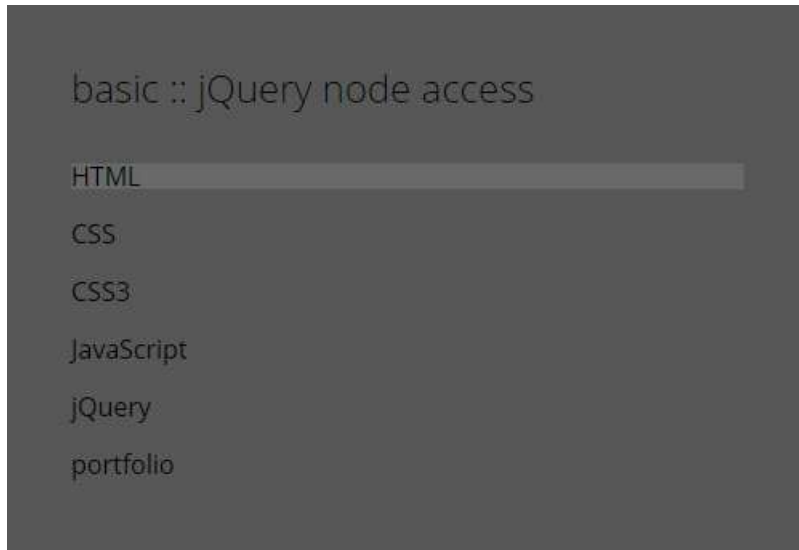 basic :: jQuery node access
HTML
CSS
CSS3
JavaScript
jQuery
portfolio